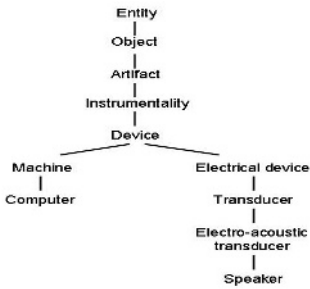 Entity
Object
Artifact
Instrumentality
Device
Machine
Electrical device
Computer
Transducer
Electro-acoustic
transducer
Speaker